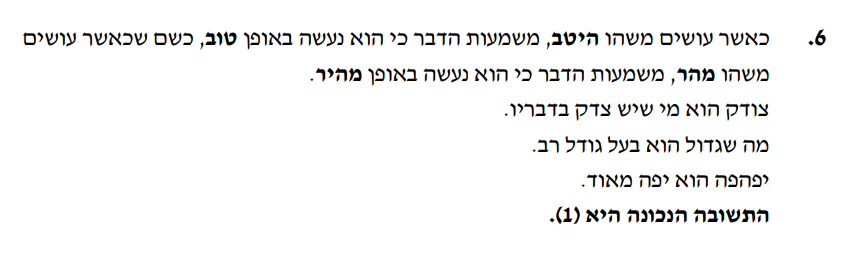 6. כאשר עושים משהו היטב, משמעות הדבר כי הוא נעשה באופן טוב, כשם שכאשר עושים
משהו מהר, משמעות הדבר כי הוא נעשה באופן מהיר.
צודק הוא מי שיש צדק בדבריו.
מה שגדול הוא בעל גודל רב.
יפהפה הוא יפה מאוד.
התשובה הנכונה היא (1).